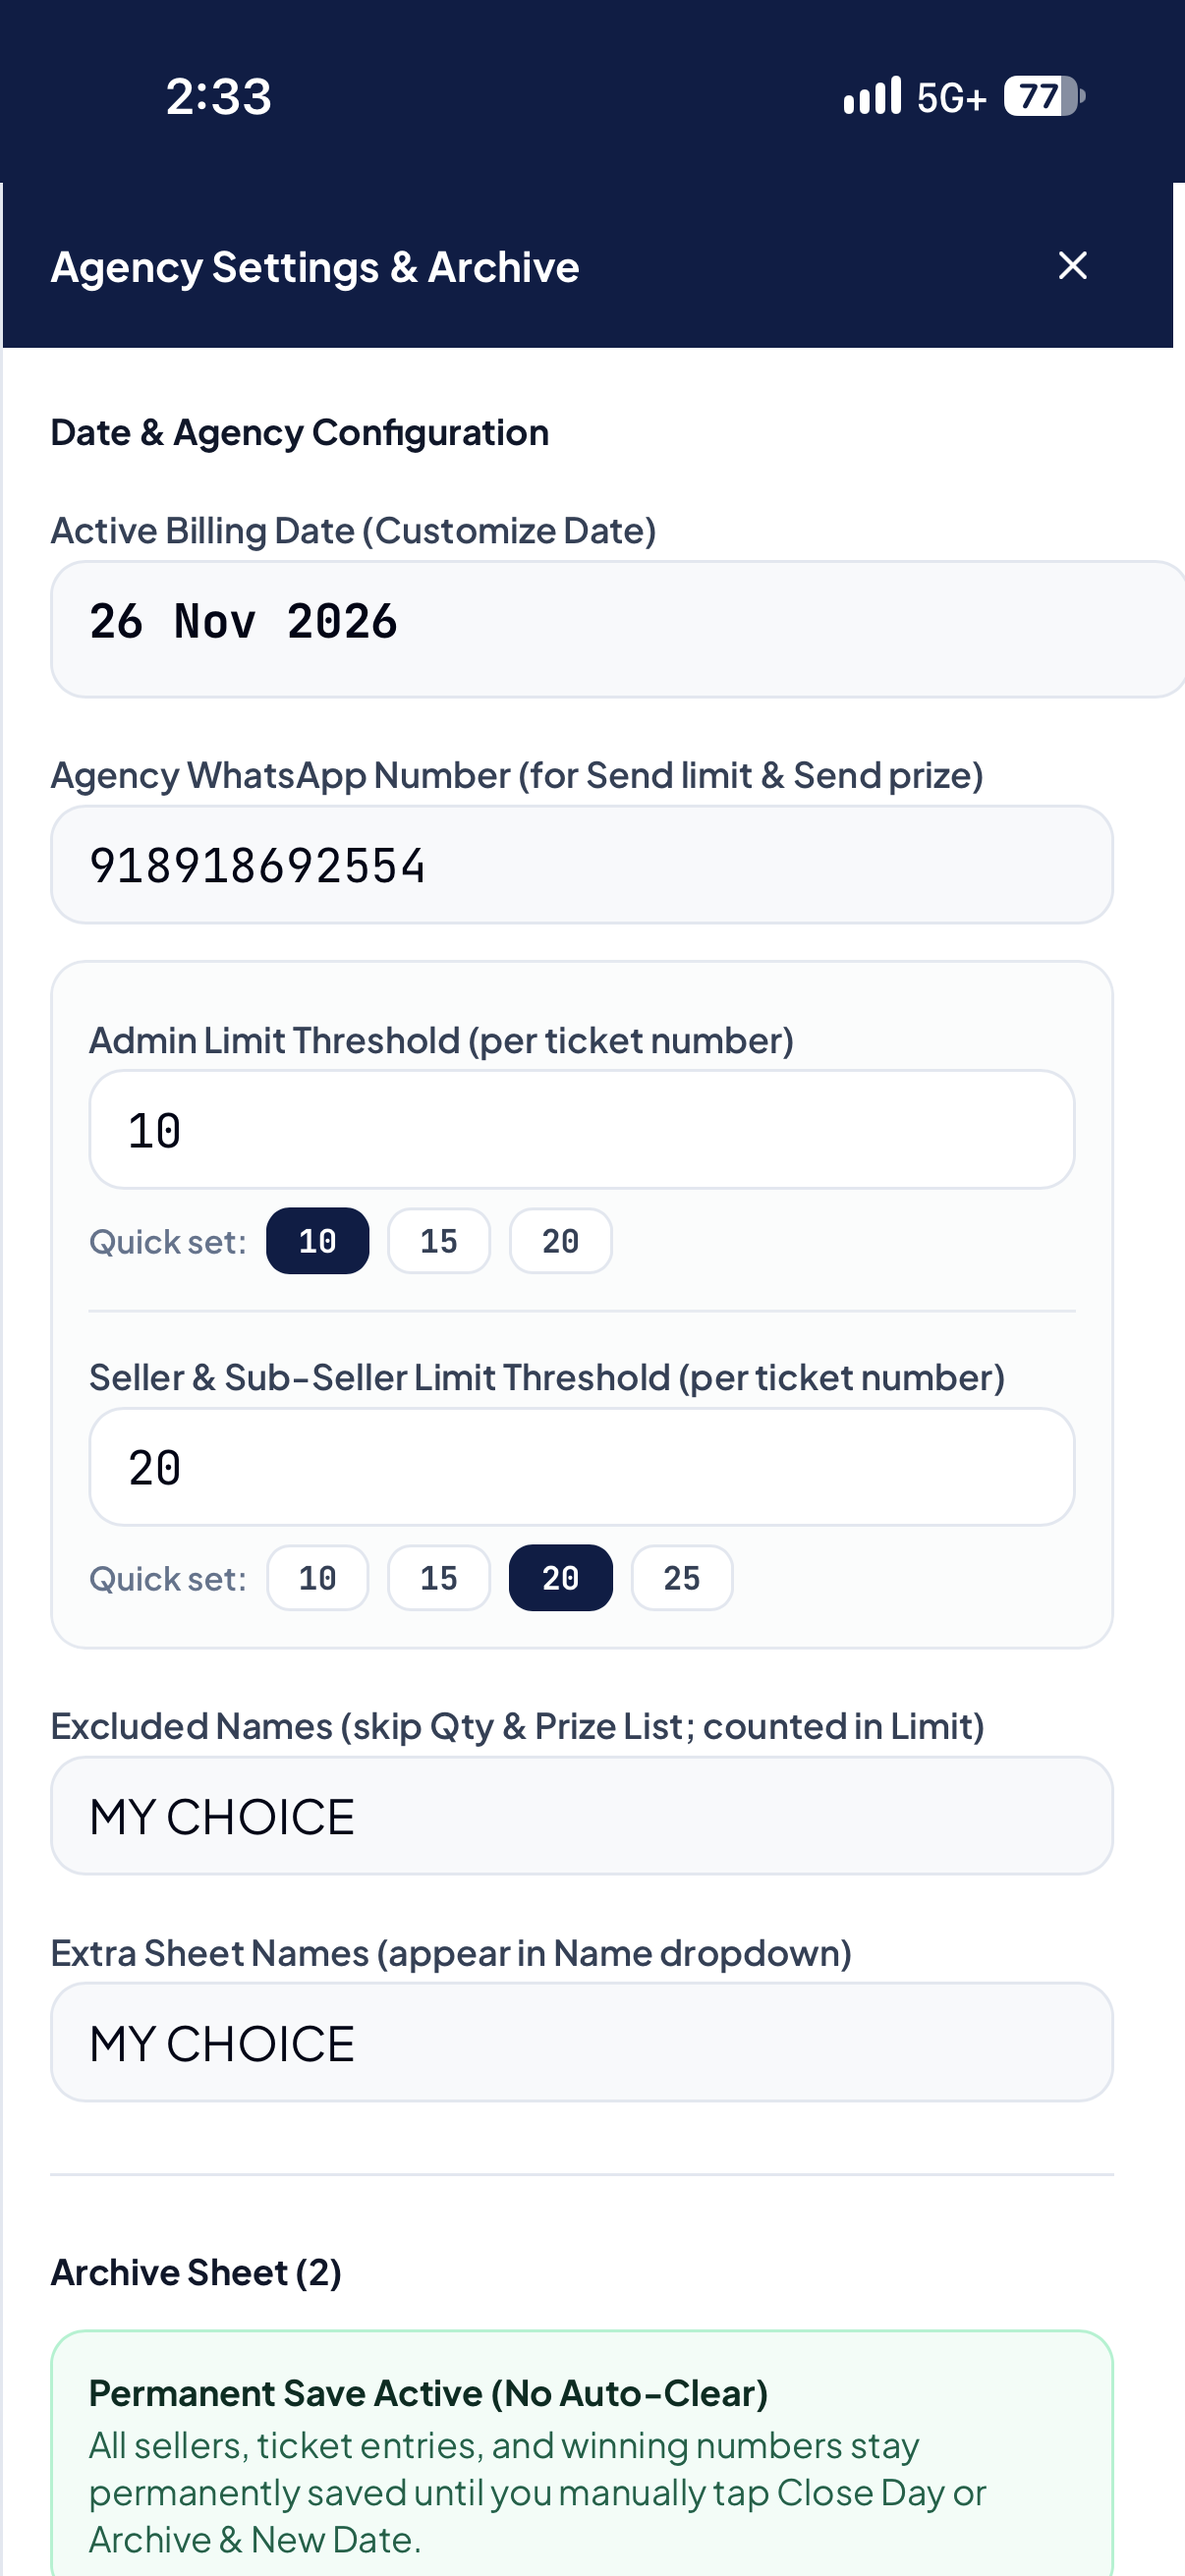 2:33
5G+
77
Agency Settings & Archive
Date & Agency Configuration
Active Billing Date (Customize Date)
26 Nov 2026
Agency WhatsApp Number (for Send limit & Send prize)
918918692554
Admin Limit Threshold (per ticket number)
10
Quick set: 10 15 20
Seller & Sub-Seller Limit Threshold (per ticket number)
20
Quick set: 10 15 20 25
Excluded Names (skip Qty & Prize List; counted in Limit)
MY CHOICE
Extra Sheet Names (appear in Name dropdown)
MY CHOICE
Archive Sheet (2)
Permanent Save Active (No Auto-Clear)
All sellers, ticket entries, and winning numbers stay
permanently saved until you manually tap Close Day or
Archive & New Date.